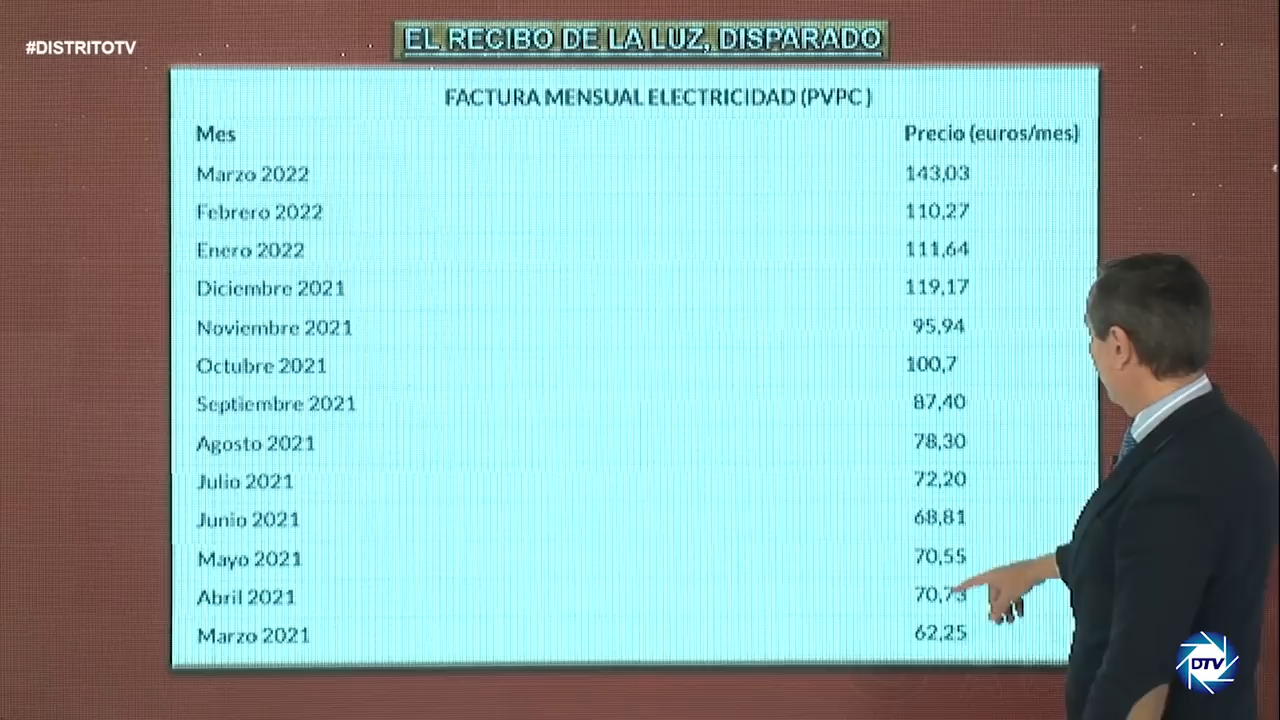 #DISTRITOTV
EL RECIBO DE LA LUZ, DISPARADO
FACTURA MENSUAL ELECTRICIDAD (PVPC )
Mes Precio (euros/mes)
Marzo 2022 143,03
Febrero 2022 110,27
Enero 2022 111,64
Diciembre 2021 119,17
Noviembre 2021 95,94
Octubre 2021 100,7
Septiembre 2021 87,40
Agosto 2021 78,30
Julio 2021 72,20
Junio 2021 68,81
Mayo 2021 70,55
Abril 2021 70,73
Marzo 2021 62,25
DTV